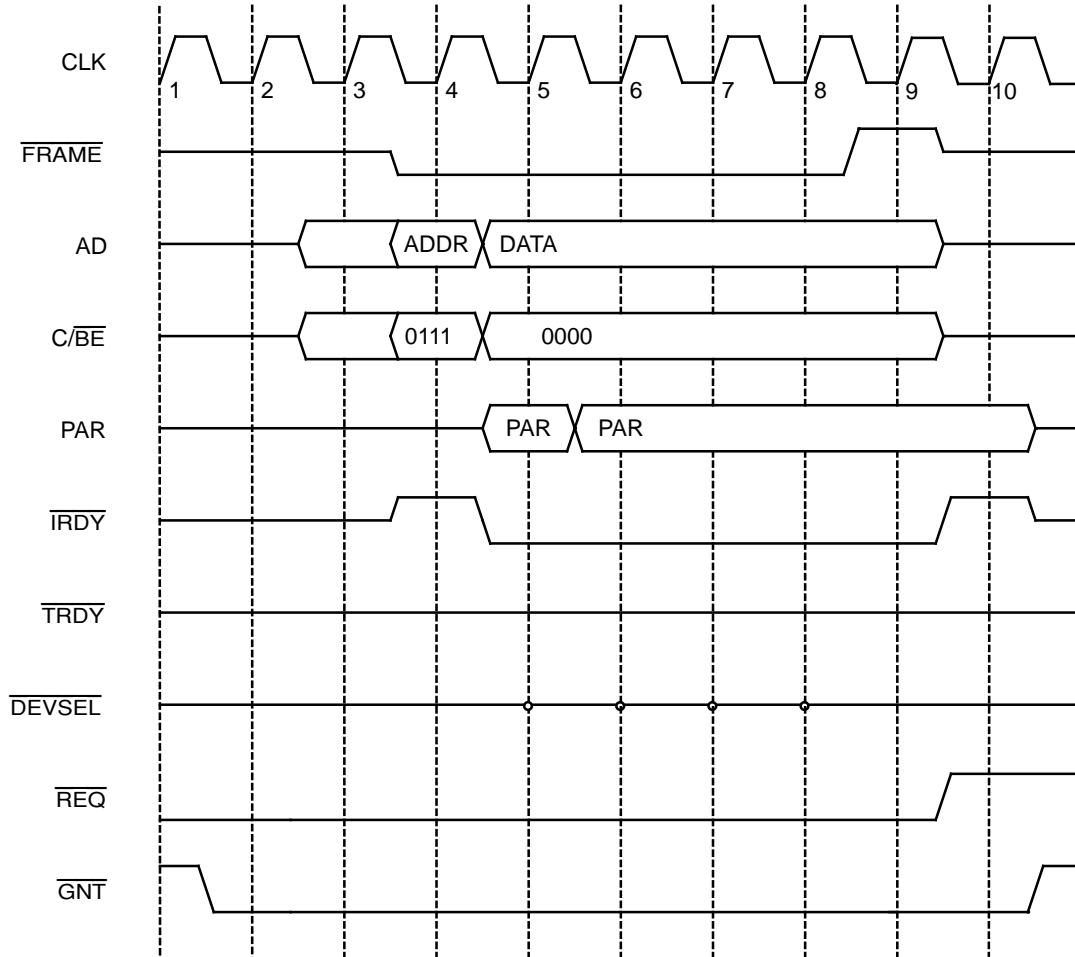 CLK
1 2 3 4 5 6 7 8 9 10
FRAME
AD ADDR DATA
C/BE 0111 0000
PAR PAR PAR
IRDY
TRDY
DEVSEL
REQ
GNT